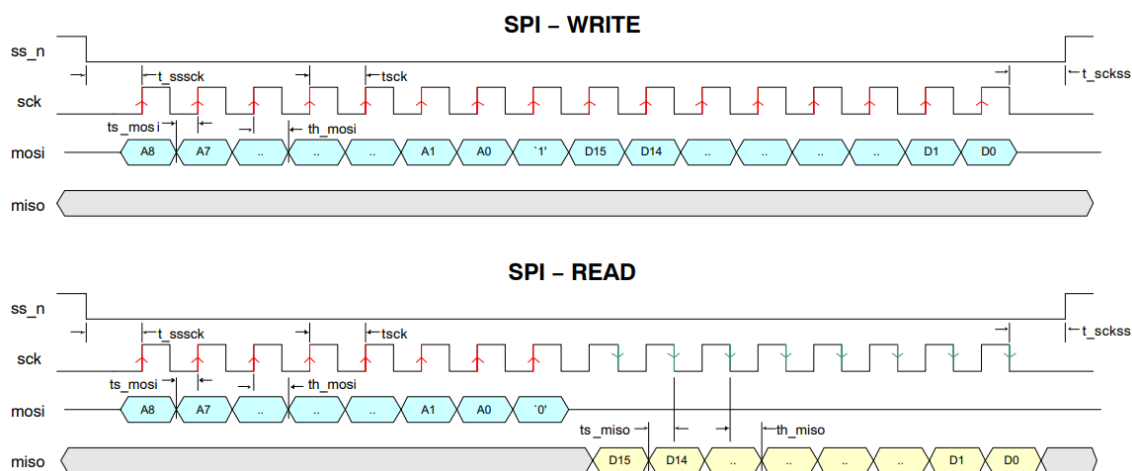 SPI – WRITE
ss_n
t_sssck tsck t_sckss
sck
ts_mosi th_mosi
mosi A8 A7 .. .. .. A1 A0 `1' D15 D14 .. .. .. .. D1 D0
miso
SPI – READ
ss_n
t_sssck tsck t_sckss
sck
ts_mosi th_mosi
mosi A8 A7 .. .. .. A1 A0 `0'
ts_miso th_miso
miso D15 D14 .. .. .. .. D1 D0